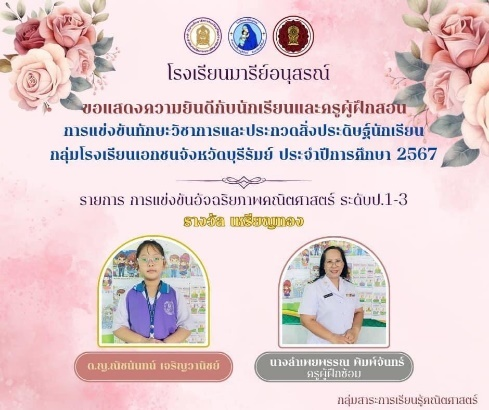 โรงเรียนมารีย์อนุสรณ์
ขอแสดงความยินดีกับนักเรียนและครูผู้ฝึกสอน
การแข่งขันทักษะวิชาการและประกวดสิ่งประดิษฐ์นักเรียน
กลุ่มโรงเรียนเอกชนจังหวัดบุรีรัมย์ ประจำปีการศึกษา 2567
รายการ การแข่งขันอัจฉริยภาพคณิตศาสตร์ ระดับป.1-3
รางวัล เหรียญทอง
ด.ญ.ณิชนันทน์ เจริญวานิชย์
นางลำเพยพรรณ พิมพ์จันทร์
ครูผู้ฝึกซ้อม
กลุ่มสาระการเรียนรู้คณิตศาสตร์